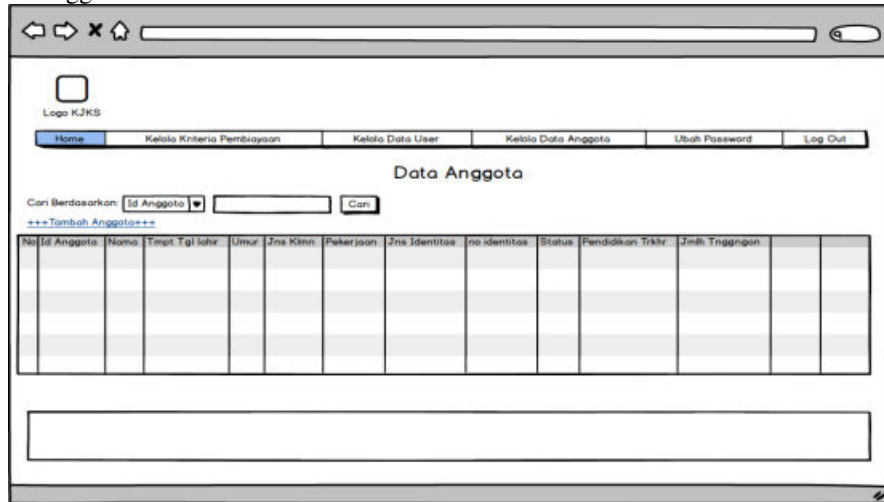 Logo KJKS
Home Kelola Kriteria Pembiayaan Kelola Data User Kelola Data Anggota Ubah Password Log Out
Data Anggota
Cari Berdasarkan: Id Anggota Cari
+++Tambah Anggota+++
No Id Anggota Nama Tmpt Tgl lahir Umur Jns Klmn Pekerjaan Jns Identitas no identitas Status Pendidikan Trkhr Jmlh Tnggngan